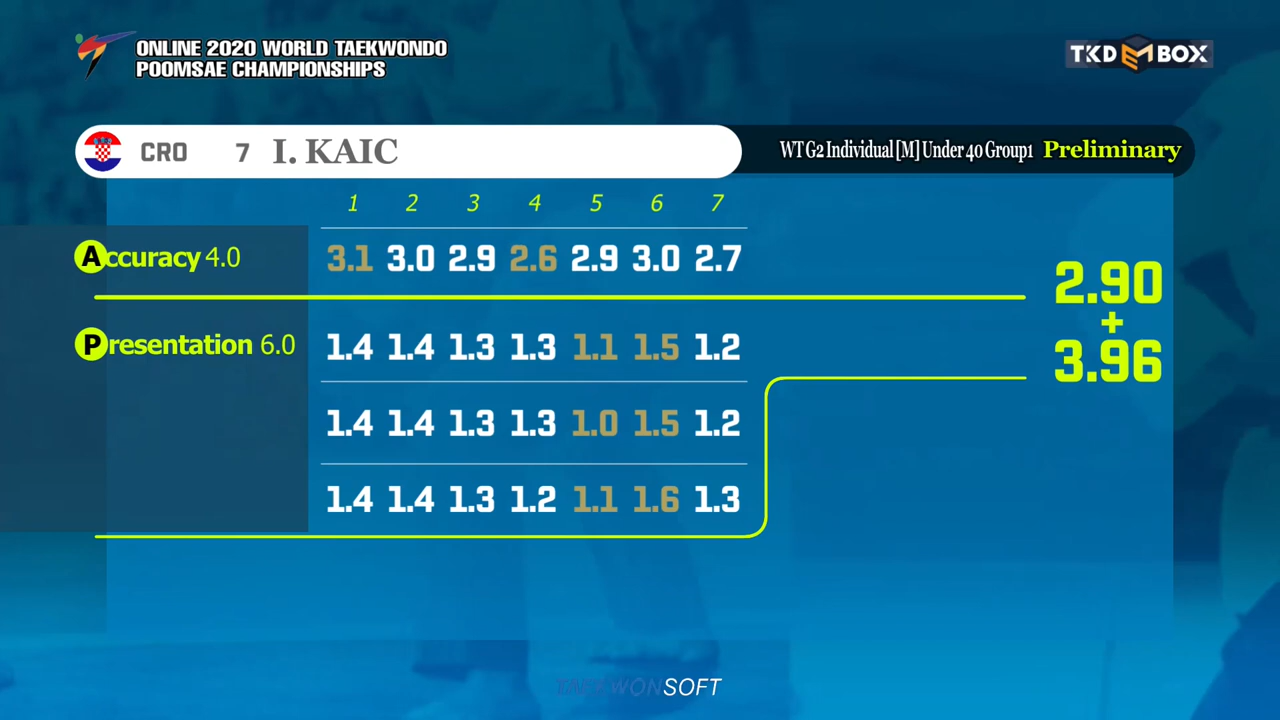 ONLINE 2020 WORLD TAEKWONDO
POOMSAE CHAMPIONSHIPS
TKD BOX
CRO 7 I. KAIC
WT G2 Individual [M] Under 40 Group1 Preliminary
1 2 3 4 5 6 7
Accuracy 4.0 3.1 3.0 2.9 2.6 2.9 3.0 2.7
2.90
+
Presentation 6.0 1.4 1.4 1.3 1.3 1.1 1.5 1.2
3.96
1.4 1.4 1.3 1.3 1.0 1.5 1.2
1.4 1.4 1.3 1.2 1.1 1.6 1.3
TAEKWONSOFT